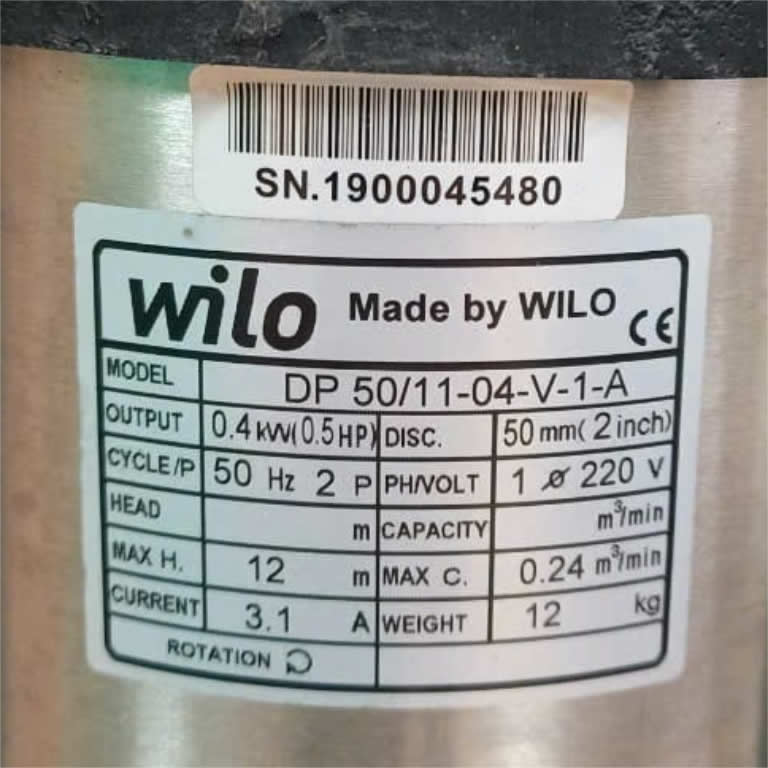 SN.1900045480
wilo Made by WILO CE
MODEL DP 50/11-04-V-1-A
OUTPUT 0.4 kW(0.5HP) DISC. 50 mm( 2 inch)
CYCLE/P 50 Hz 2 P PH/VOLT 1 ø 220 V
HEAD m CAPACITY m³/min
MAX H. 12 m MAX C. 0.24 m³/min
CURRENT 3.1 A WEIGHT 12 kg
ROTATION